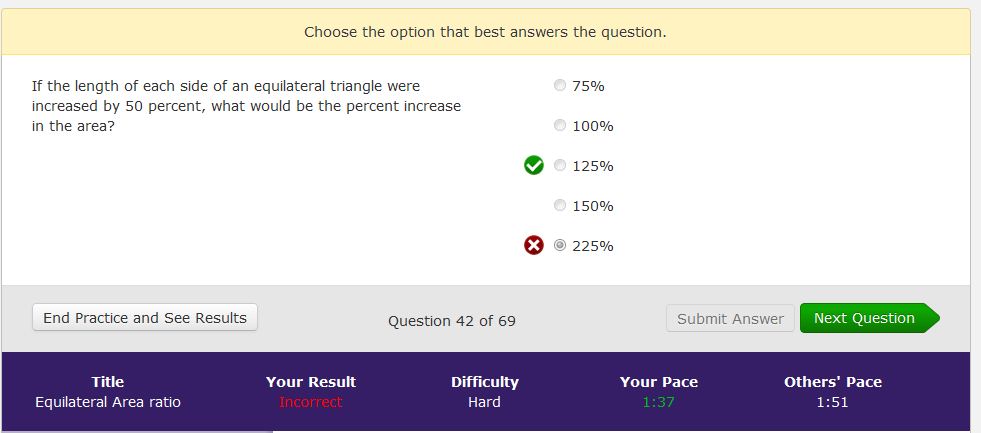 Choose the option that best answers the question.
If the length of each side of an equilateral triangle were
increased by 50 percent, what would be the percent increase
in the area?
75%
100%
125%
150%
225%
End Practice and See Results
Question 42 of 69
Submit Answer
Next Question
Title Your Result Difficulty Your Pace Others' Pace
Equilateral Area ratio Incorrect Hard 1:37 1:51